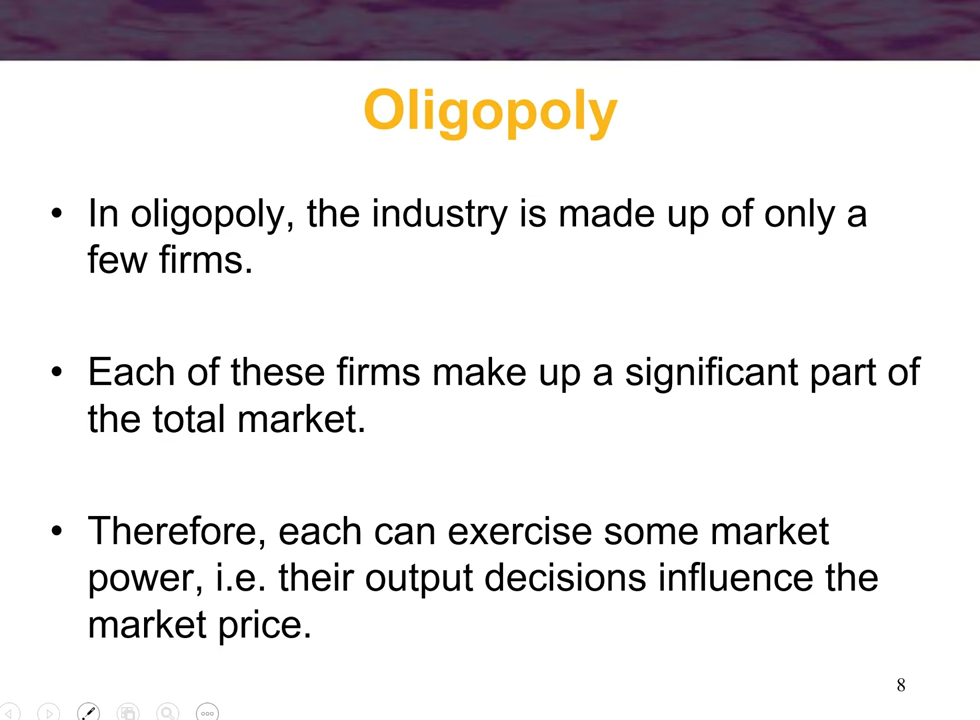 Oligopoly
• In oligopoly, the industry is made up of only a
few firms.
• Each of these firms make up a significant part of
the total market.
• Therefore, each can exercise some market
power, i.e. their output decisions influence the
market price.
8